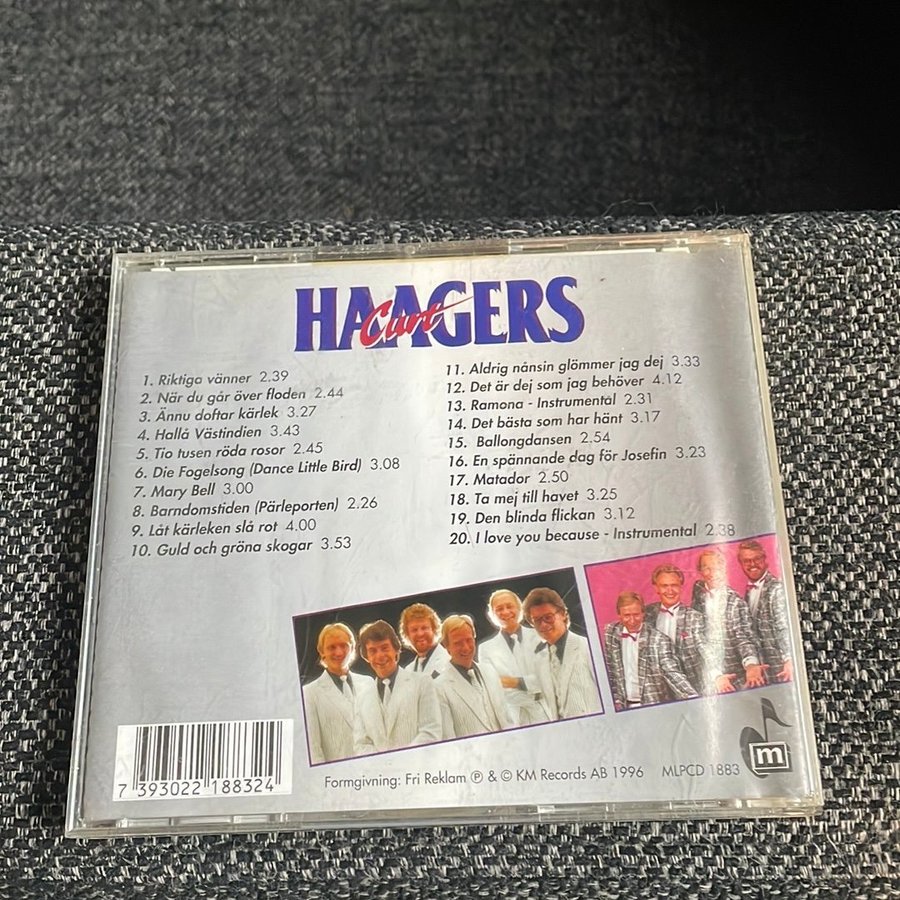 Curt
HAAGERS
1. Riktiga vänner 2.39
2. När du går över floden 2.44
3. Ännu doftar kärlek 3.27
4. Hallå Västindien 3.43
5. Tio tusen röda rosor 2.45
6. Die Fogelsong (Dance Little Bird) 3.08
7. Mary Bell 3.00
8. Barndomstiden (Pärleporten) 2.26
9. Låt kärleken slå rot 4.00
10. Guld och gröna skogar 3.53
11. Aldrig nånsin glömmer jag dej 3.33
12. Det är dej som jag behöver 4.12
13. Ramona - Instrumental 2.31
14. Det bästa som har hänt 3.17
15. Ballongdansen 2.54
16. En spännande dag för Josefin 3.23
17. Matador 2.50
18. Ta mej till havet 3.25
19. Den blinda flickan 3.12
20. I love you because - Instrumental 2.38
7 393022 188324
Formgivning: Fri Reklam ℗ & © KM Records AB 1996 MLPCD 1883
m